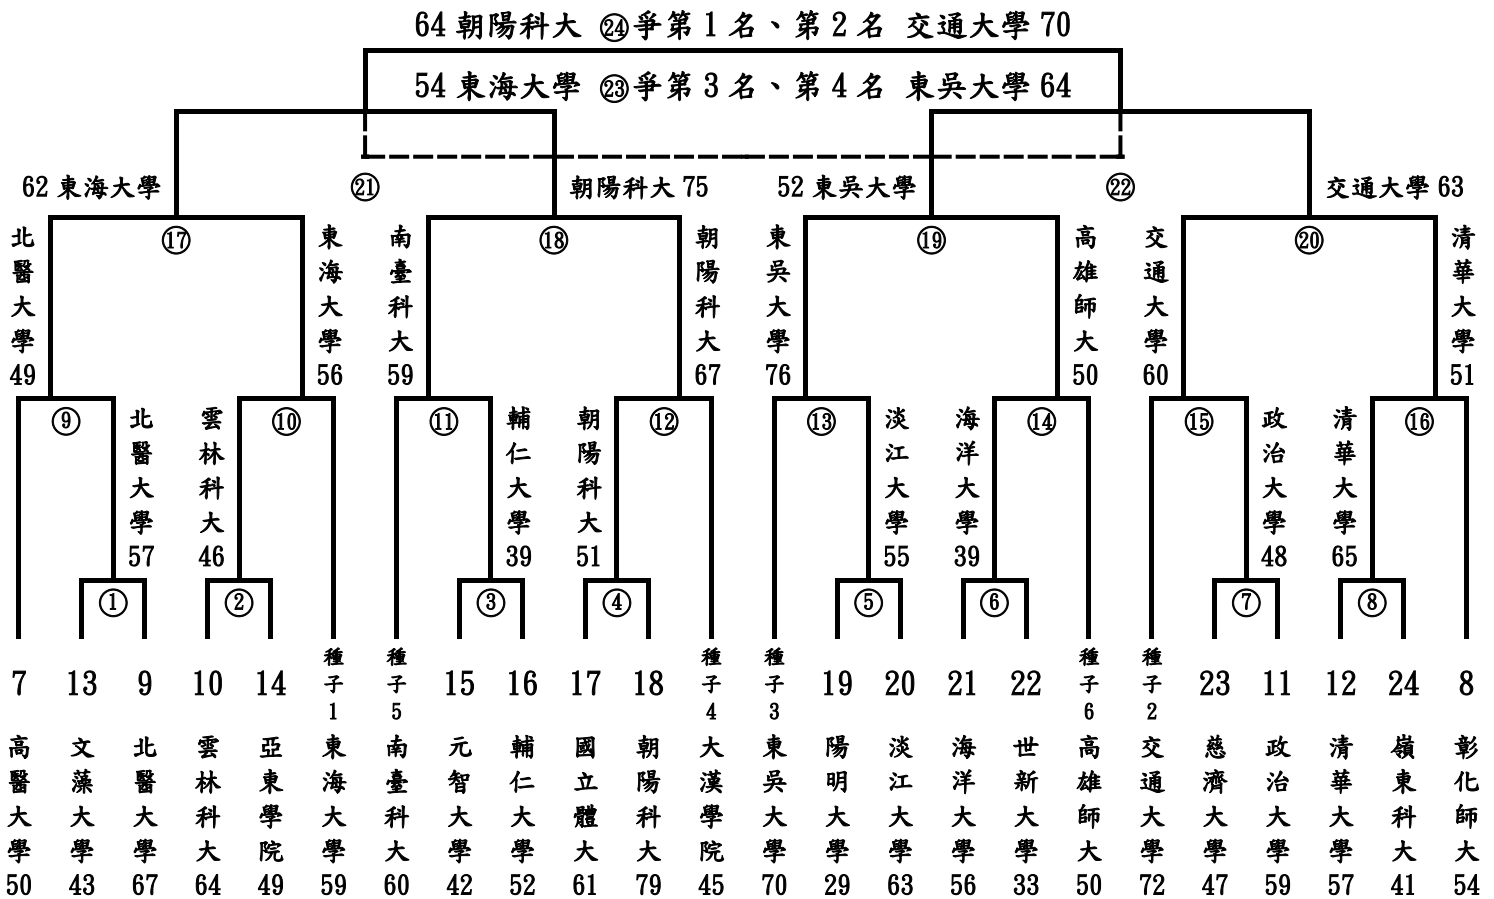 64 朝陽科大 ㉔爭第 1 名、第 2 名 交通大學 70
54 東海大學 ㉓爭第 3 名、第 4 名 東吳大學 64
62 東海大學 ㉑ 朝陽科大 75 52 東吳大學 ㉒ 交通大學 63
⑰ ⑱ ⑲ ⑳
北醫大學 49
東海大學 56
南臺科大 59
朝陽科大 67
東吳大學 76
高雄師大 50
交通大學 60
清華大學 51
⑨ ⑩ ⑪ ⑫ ⑬ ⑭ ⑮ ⑯
北醫大學 57
雲林科大 46
輔仁大學 39
朝陽科大 51
淡江大學 55
海洋大學 39
政治大學 48
清華大學 65
① ② ③ ④ ⑤ ⑥ ⑦ ⑧
7 高醫大學 50
13 文藻大學 43
9 北醫大學 67
10 雲林科大 64
14 亞東學院 49
種子1 東海大學 59
種子5 南臺科大 60
15 元智大學 42
16 輔仁大學 52
17 國立體大 61
18 朝陽科大 79
種子4 大漢學院 45
種子3 東吳大學 70
19 陽明大學 29
20 淡江大學 63
21 海洋大學 56
22 世新大學 33
種子6 高雄師大 50
種子2 交通大學 72
23 慈濟大學 47
11 政治大學 59
12 清華大學 57
24 嶺東科大 41
8 彰化師大 54